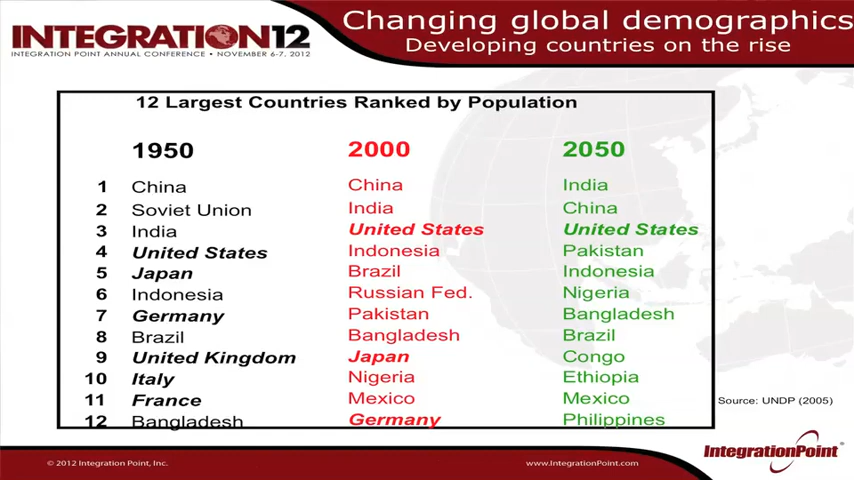 INTEGRATION12
INTEGRATION POINT ANNUAL CONFERENCE • NOVEMBER 6-7, 2012
Changing global demographics
Developing countries on the rise
12 Largest Countries Ranked by Population
1950 2000 2050
1 China China India
2 Soviet Union India China
3 India United States United States
4 United States Indonesia Pakistan
5 Japan Brazil Indonesia
6 Indonesia Russian Fed. Nigeria
7 Germany Pakistan Bangladesh
8 Brazil Bangladesh Brazil
9 United Kingdom Japan Congo
10 Italy Nigeria Ethiopia
11 France Mexico Mexico
12 Bangladesh Germany Philippines
Source: UNDP (2005)
© 2012 Integration Point, Inc.
www.IntegrationPoint.com
IntegrationPoint®